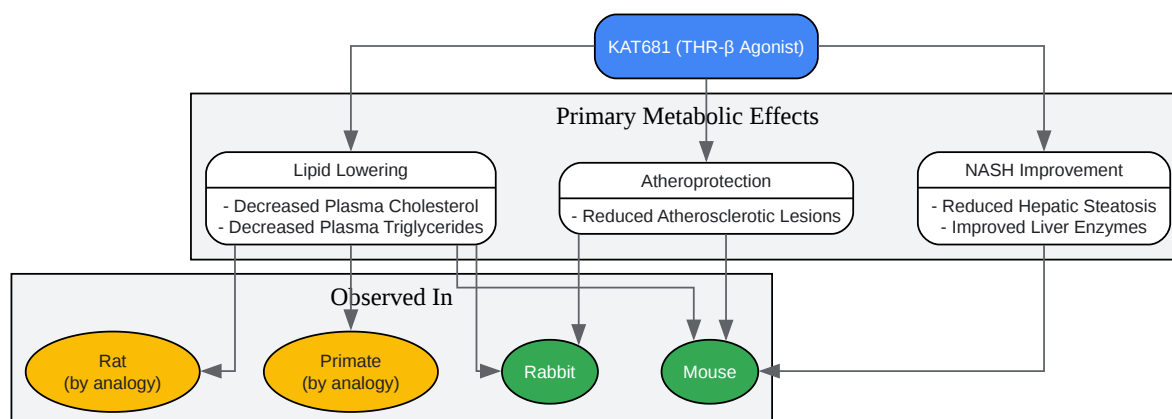 KAT681 (THR-β Agonist)
Primary Metabolic Effects
Lipid Lowering
- Decreased Plasma Cholesterol
- Decreased Plasma Triglycerides
Atheroprotection
- Reduced Atherosclerotic Lesions
NASH Improvement
- Reduced Hepatic Steatosis
- Improved Liver Enzymes
Observed In
Rat
(by analogy)
Primate
(by analogy)
Rabbit
Mouse